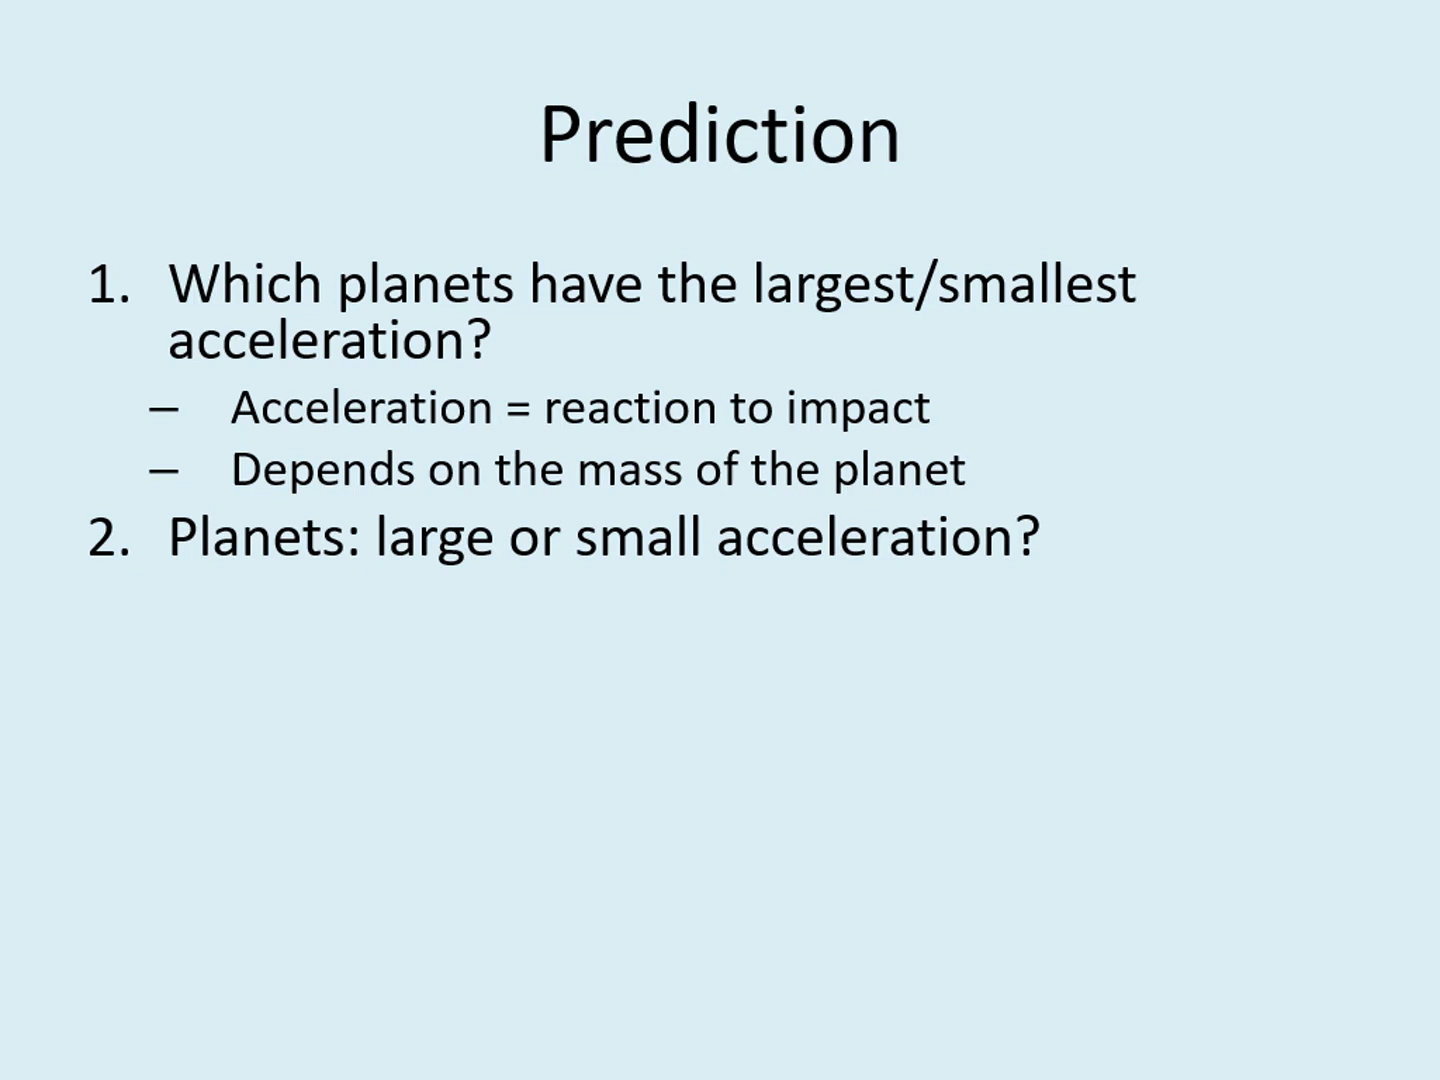 Prediction
1. Which planets have the largest/smallest
acceleration?
– Acceleration = reaction to impact
– Depends on the mass of the planet
2. Planets: large or small acceleration?